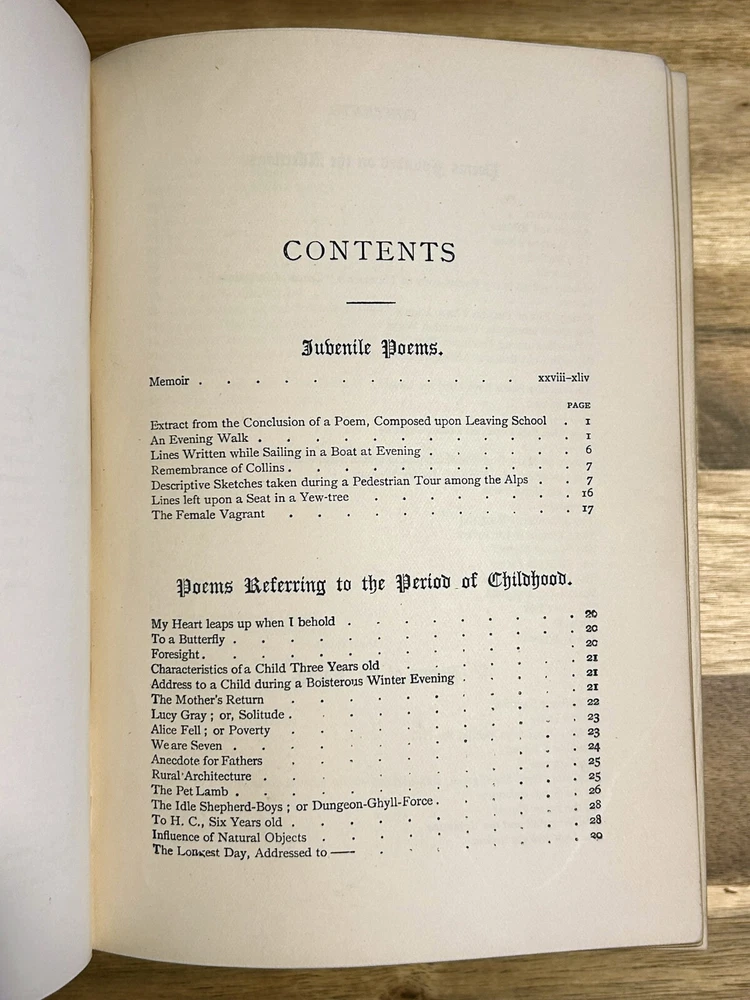 CONTENTS
Juvenile Poems.
Memoir . . . . . . . . . . . . xxviii–xliv
PAGE
Extract from the Conclusion of a Poem, Composed upon Leaving School . 1
An Evening Walk . . . . . . . . . . . 1
Lines Written while Sailing in a Boat at Evening . . . . . 6
Remembrance of Collins . . . . . . . . . . 7
Descriptive Sketches taken during a Pedestrian Tour among the Alps . . 7
Lines left upon a Seat in a Yew-tree . . . . . . . 16
The Female Vagrant . . . . . . . . . . 17
Poems Referring to the Period of Childhood.
My Heart leaps up when I behold . . . . . . . . 20
To a Butterfly . . . . . . . . . . . 20
Foresight . . . . . . . . . . . . 20
Characteristics of a Child Three Years old . . . . . . 21
Address to a Child during a Boisterous Winter Evening . . . . 21
The Mother's Return . . . . . . . . . . 21
Lucy Gray ; or, Solitude . . . . . . . . . . 22
Alice Fell ; or Poverty . . . . . . . . . . 23
We are Seven . . . . . . . . . . . . 23
Anecdote for Fathers . . . . . . . . . . 24
Rural Architecture . . . . . . . . . . . 25
The Pet Lamb . . . . . . . . . . . . 25
The Idle Shepherd-Boys ; or Dungeon-Ghyll-Force . . . . . 26
To H. C., Six Years old . . . . . . . . . . 28
Influence of Natural Objects . . . . . . . . . 28
The Longest Day, Addressed to —— . . . . . . . 29